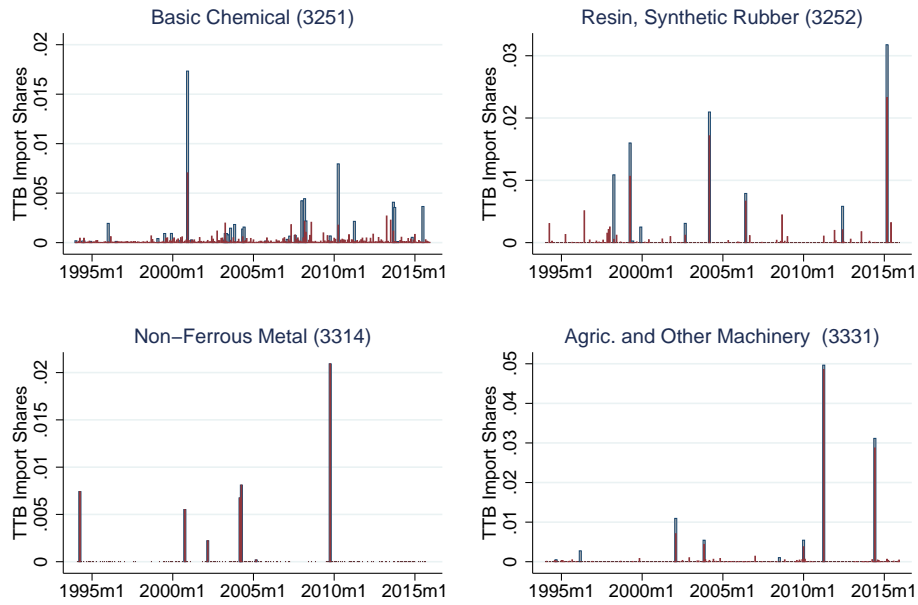 Basic Chemical (3251)
TTB Import Shares
.02
.015
.01
.005
0
1995m1 2000m1 2005m1 2010m1 2015m1
Resin, Synthetic Rubber (3252)
TTB Import Shares
.03
.02
.01
0
1995m1 2000m1 2005m1 2010m1 2015m1
Non−Ferrous Metal (3314)
TTB Import Shares
.02
.015
.01
.005
0
1995m1 2000m1 2005m1 2010m1 2015m1
Agric. and Other Machinery (3331)
TTB Import Shares
.05
.04
.03
.02
.01
0
1995m1 2000m1 2005m1 2010m1 2015m1